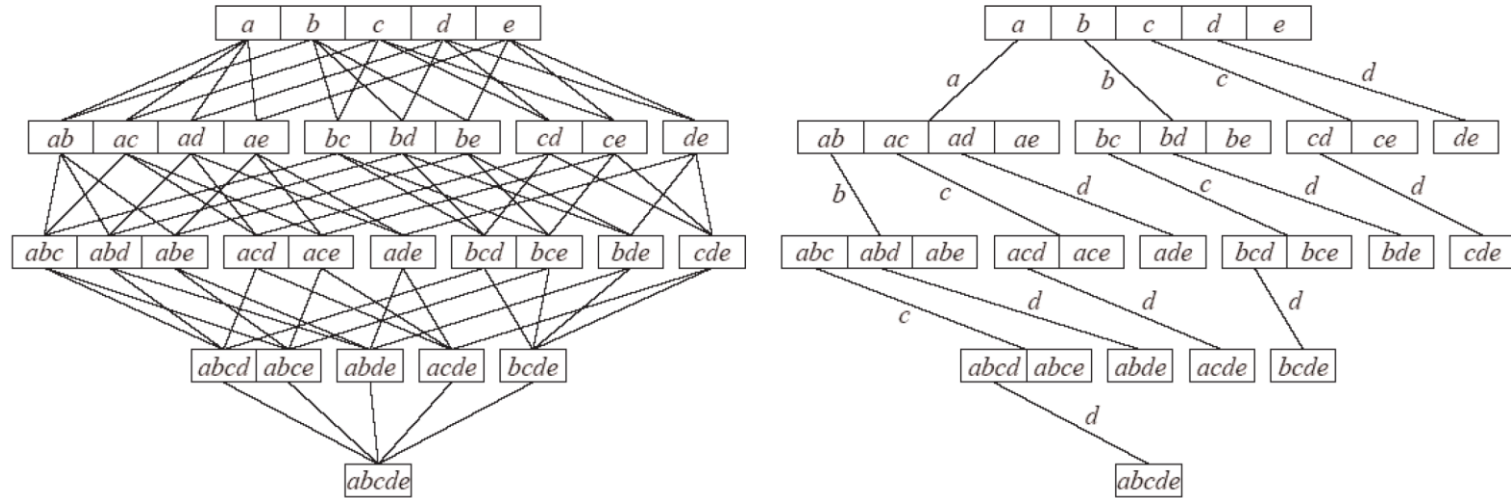 a b c d e a b c d e
a b c d
ab ac ad ae bc bd be cd ce de ab ac ad ae bc bd be cd ce de
b c d c d d
abc abd abe acd ace ade bcd bce bde cde abc abd abe acd ace ade bcd bce bde cde
c d d d
abcd abce abde acde bcde abcd abce abde acde bcde
d
abcde abcde